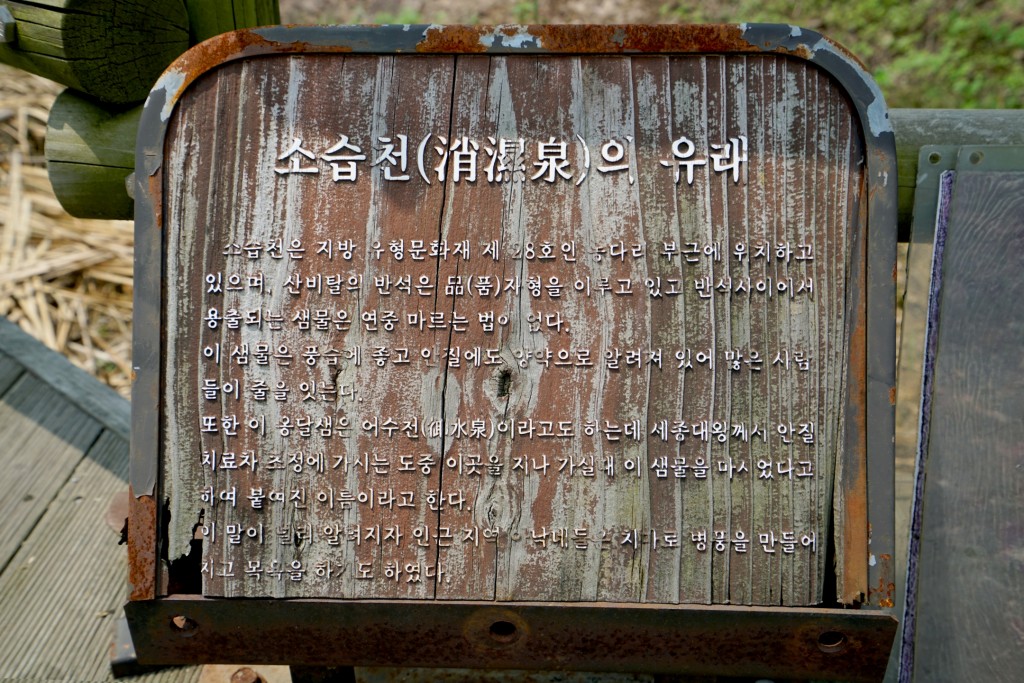 소습천(消濕泉)의 유래
소습천은 지방 유형문화재 제 28호인 농다리 부근에 위치하고
있으며, 산비탈의 반석은 品(품)자형을 이루고 있고 반석사이에서
용출되는 샘물은 연중 마르는 법이 없다.
이 샘물은 풍습에 좋고 안질에도 양약으로 알려져 있어 많은 사람
들이 줄을 잇는다.
또한 이 옹달샘은 어수천(御水泉)이라고도 하는데 세종대왕께서 안질
치료차 초정에 가시는 도중 이곳을 지나 가실때 이 샘물을 마시었다고
하여 붙여진 이름이라고 한다.
이 말이 널리 알려지자 인근 지역 병풍을 만들어
지고 목욕을 하기도 하였다.